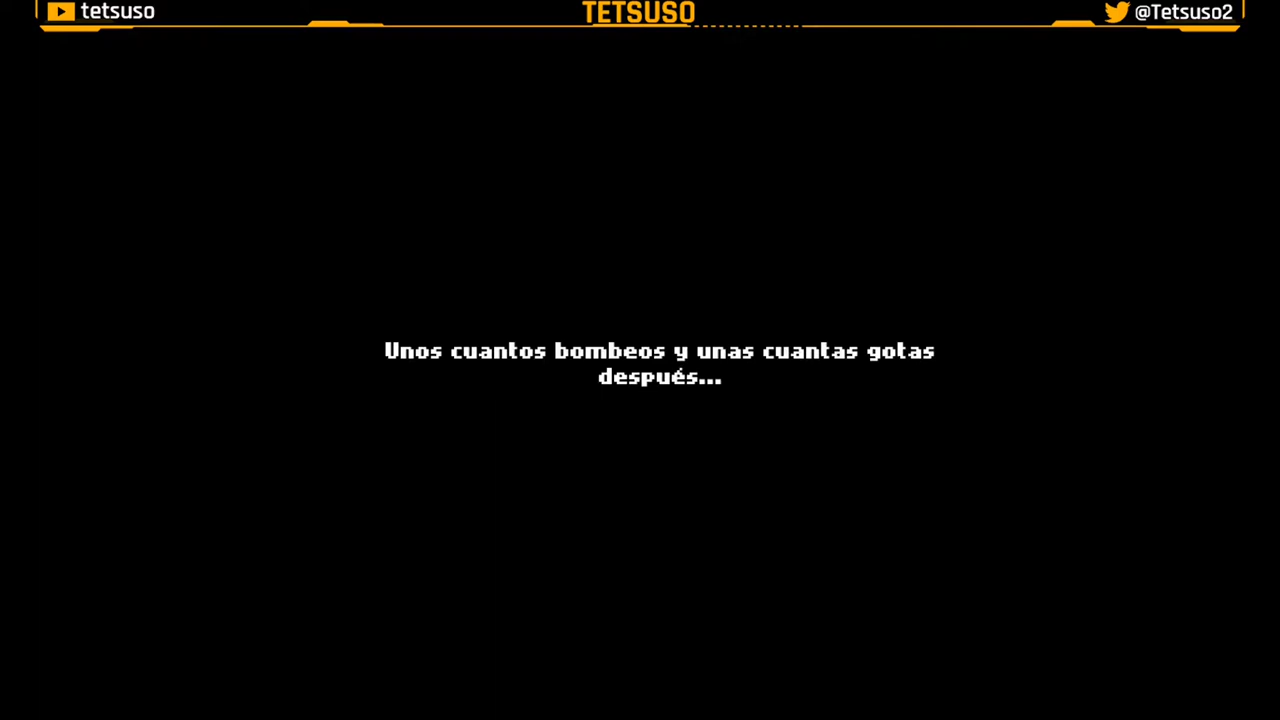 tetsuso
TETSUSO
@Tetsuso2
Unos cuantos bombeos y unas cuantas gotas
después...